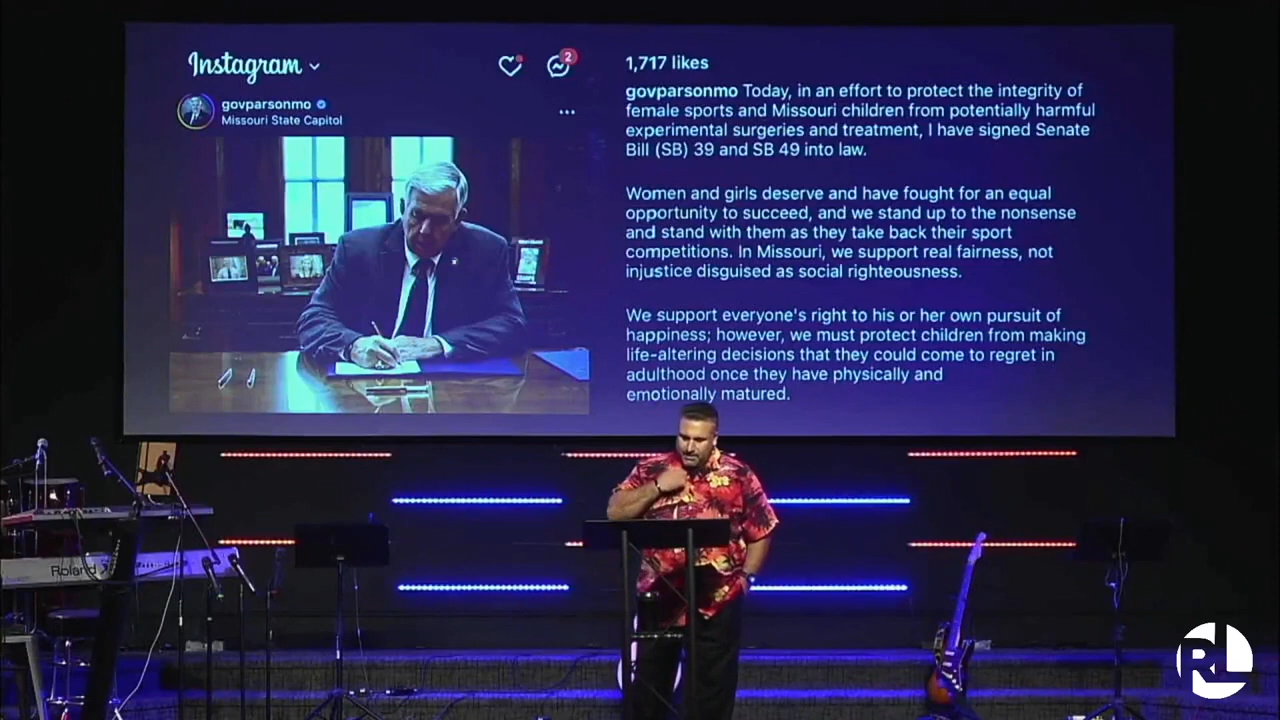 Instagram
2
govparsonmo
Missouri State Capitol
1,717 likes
govparsonmo Today, in an effort to protect the integrity of
female sports and Missouri children from potentially harmful
experimental surgeries and treatment, I have signed Senate
Bill (SB) 39 and SB 49 into law.
Women and girls deserve and have fought for an equal
opportunity to succeed, and we stand up to the nonsense
and stand with them as they take back their sport
competitions. In Missouri, we support real fairness, not
injustice disguised as social righteousness.
We support everyone's right to his or her own pursuit of
happiness; however, we must protect children from making
life-altering decisions that they could come to regret in
adulthood once they have physically and
emotionally matured.
Roland
RL